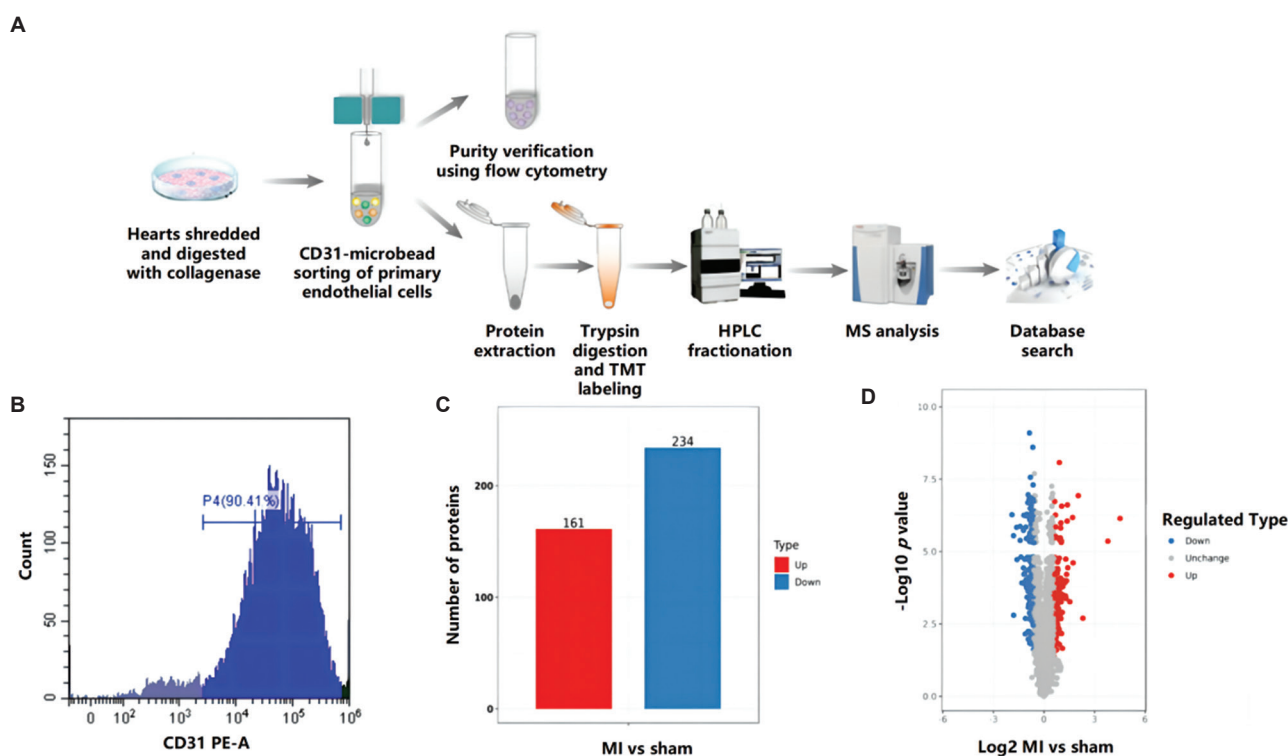 A
Purity verification
using flow cytometry
Hearts shredded
and digested
with collagenase
CD31-microbead
sorting of primary
endothelial cells
Protein
extraction
Trypsin
digestion
and TMT
labeling
HPLC
fractionation
MS analysis
Database
search
B
Count
150
100
50
0
P4(90.41%)
0 10² 10³ 10⁴ 10⁵ 10⁶
CD31 PE-A
C
Number of proteins
200
100
0
161
234
Type
Up
Down
MI vs sham
D
-Log10 p value
10.0
7.5
5.0
2.5
0.0
-6 -3 0 3 6
Log2 MI vs sham
Regulated Type
Down
Unchange
Up